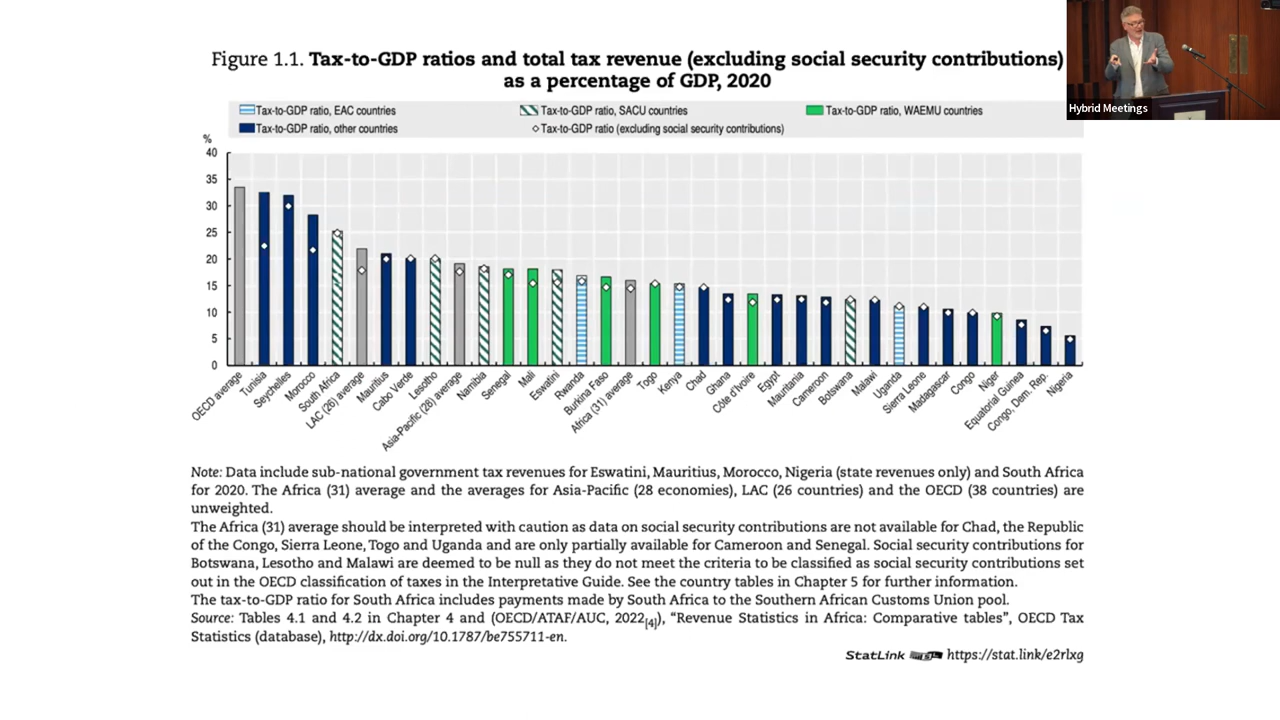 Figure 1.1. Tax-to-GDP ratios and total tax revenue (excluding social security contributions)
as a percentage of GDP, 2020
Hybrid Meetings
Tax-to-GDP ratio, EAC countries
Tax-to-GDP ratio, SACU countries
Tax-to-GDP ratio, WAEMU countries
Tax-to-GDP ratio, other countries
Tax-to-GDP ratio (excluding social security contributions)
%
40
35
30
25
20
15
10
5
0
OECD average
Tunisia
Seychelles
Morocco
South Africa
LAC (26) average
Mauritius
Cabo Verde
Lesotho
Asia-Pacific (28) average
Namibia
Senegal
Mali
Eswatini
Rwanda
Burkina Faso
Africa (31) average
Togo
Kenya
Chad
Ghana
Côte d'Ivoire
Egypt
Mauritania
Cameroon
Botswana
Malawi
Uganda
Sierra Leone
Madagascar
Congo
Niger
Equatorial Guinea
Congo, Dem. Rep.
Nigeria
Note: Data include sub-national government tax revenues for Eswatini, Mauritius, Morocco, Nigeria (state revenues only) and South Africa
for 2020. The Africa (31) average and the averages for Asia-Pacific (28 economies), LAC (26 countries) and the OECD (38 countries) are
unweighted.
The Africa (31) average should be interpreted with caution as data on social security contributions are not available for Chad, the Republic
of the Congo, Sierra Leone, Togo and Uganda and are only partially available for Cameroon and Senegal. Social security contributions for
Botswana, Lesotho and Malawi are deemed to be null as they do not meet the criteria to be classified as social security contributions set
out in the OECD classification of taxes in the Interpretative Guide. See the country tables in Chapter 5 for further information.
The tax-to-GDP ratio for South Africa includes payments made by South Africa to the Southern African Customs Union pool.
Source: Tables 4.1 and 4.2 in Chapter 4 and (OECD/ATAF/AUC, 2022[4]), “Revenue Statistics in Africa: Comparative tables”, OECD Tax
Statistics (database), http://dx.doi.org/10.1787/be755711-en.
StatLink https://stat.link/e2rlxg